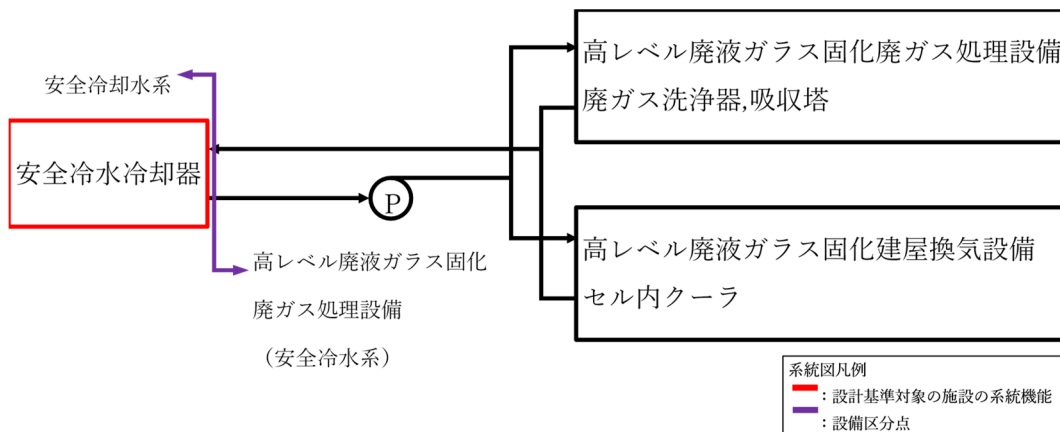 高レベル廃液ガラス固化廃ガス処理設備
廃ガス洗浄器,吸収塔
安全冷却水系
安全冷水冷却器
P
高レベル廃液ガラス固化
廃ガス処理設備
（安全冷水系）
高レベル廃液ガラス固化建屋換気設備
セル内クーラ
系統図凡例
：設計基準対象の施設の系統機能
：設備区分点